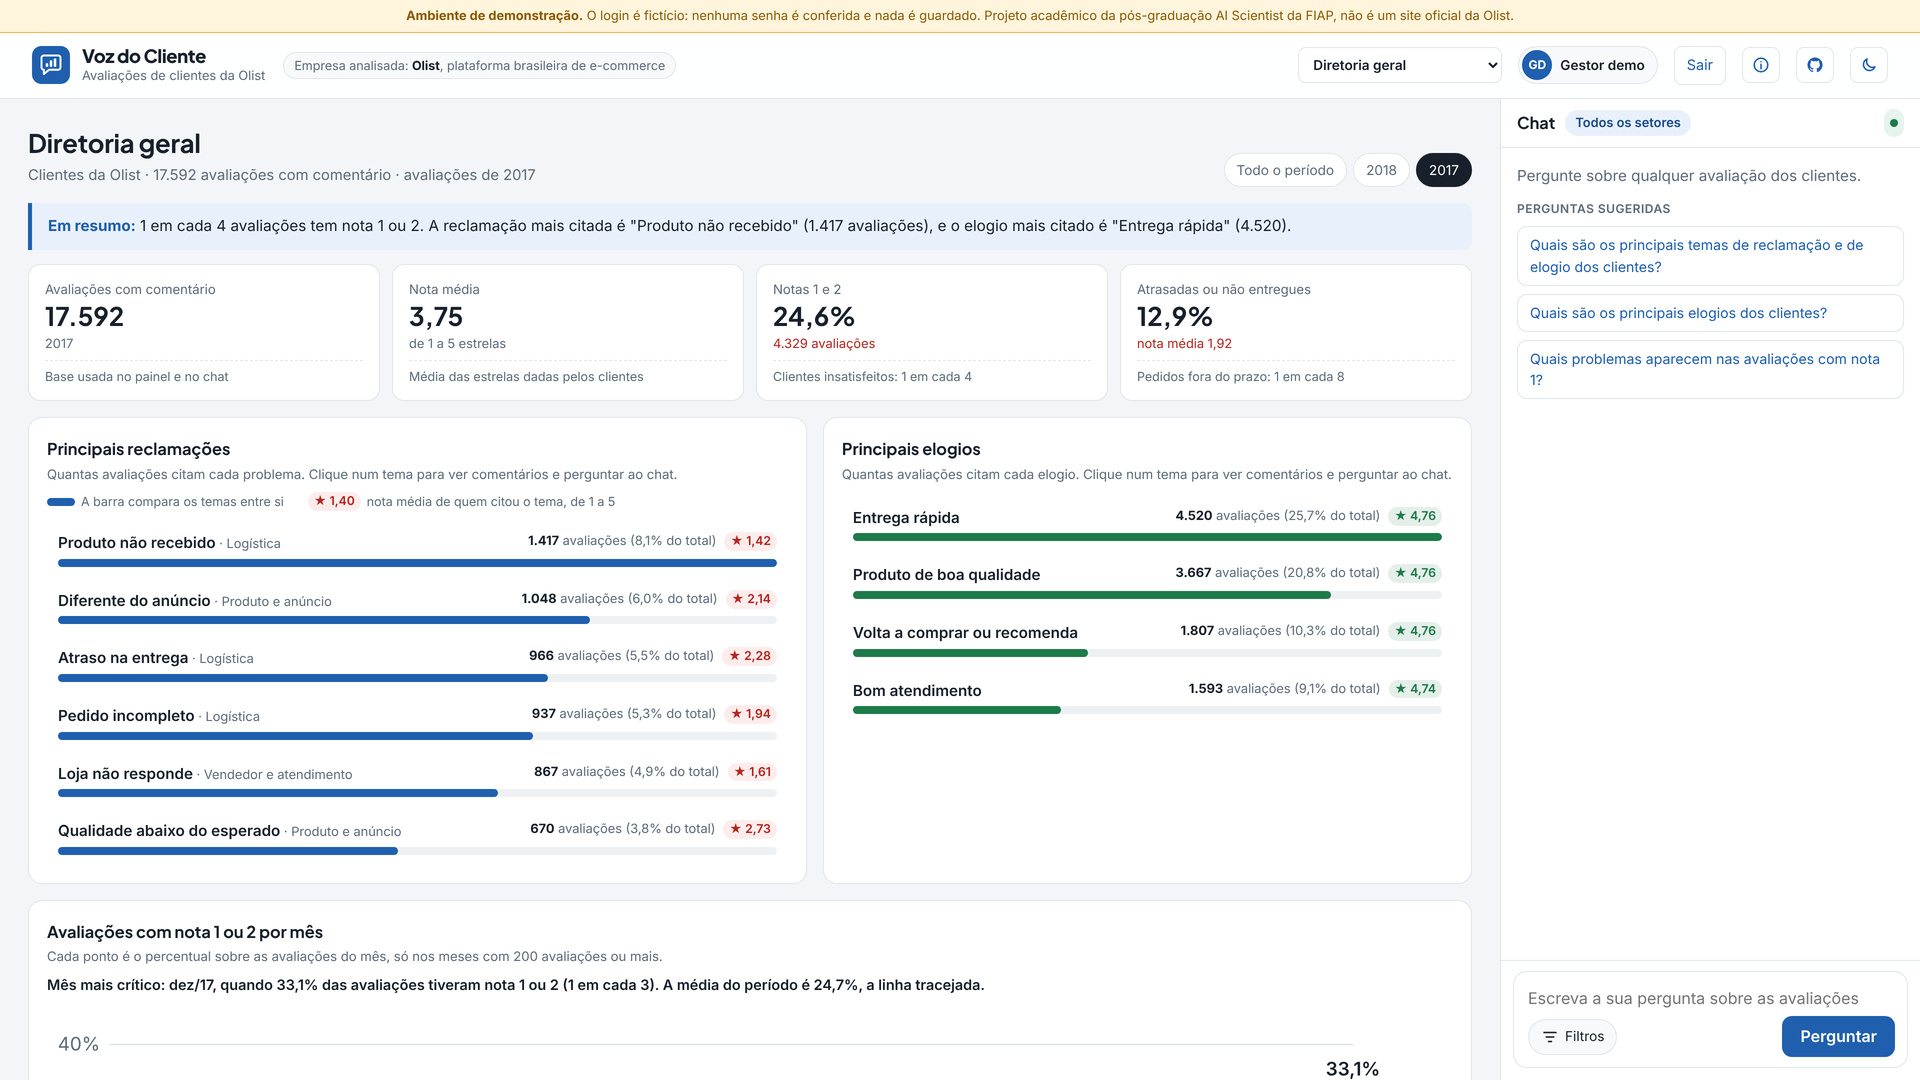 Ambiente de demonstração. O login é fictício: nenhuma senha é conferida e nada é guardado. Projeto acadêmico da pós-graduação AI Scientist da FIAP, não é um site oficial da Olist.
Voz do Cliente
Avaliações de clientes da Olist
Empresa analisada: Olist, plataforma brasileira de e-commerce
Diretoria geral
GD Gestor demo
Sair
Diretoria geral
Clientes da Olist · 17.592 avaliações com comentário · avaliações de 2017
Todo o período 2018 2017
Em resumo: 1 em cada 4 avaliações tem nota 1 ou 2. A reclamação mais citada é "Produto não recebido" (1.417 avaliações), e o elogio mais citado é "Entrega rápida" (4.520).
Avaliações com comentário
17.592
2017
Base usada no painel e no chat
Nota média
3,75
de 1 a 5 estrelas
Média das estrelas dadas pelos clientes
Notas 1 e 2
24,6%
4.329 avaliações
Clientes insatisfeitos: 1 em cada 4
Atrasadas ou não entregues
12,9%
nota média 1,92
Pedidos fora do prazo: 1 em cada 8
Principais reclamações
Quantas avaliações citam cada problema. Clique num tema para ver comentários e perguntar ao chat.
A barra compara os temas entre si ★ 1,40 nota média de quem citou o tema, de 1 a 5
Produto não recebido · Logística 1.417 avaliações (8,1% do total) ★ 1,42
Diferente do anúncio · Produto e anúncio 1.048 avaliações (6,0% do total) ★ 2,14
Atraso na entrega · Logística 966 avaliações (5,5% do total) ★ 2,28
Pedido incompleto · Logística 937 avaliações (5,3% do total) ★ 1,94
Loja não responde · Vendedor e atendimento 867 avaliações (4,9% do total) ★ 1,61
Qualidade abaixo do esperado · Produto e anúncio 670 avaliações (3,8% do total) ★ 2,73
Principais elogios
Quantas avaliações citam cada elogio. Clique num tema para ver comentários e perguntar ao chat.
Entrega rápida 4.520 avaliações (25,7% do total) ★ 4,76
Produto de boa qualidade 3.667 avaliações (20,8% do total) ★ 4,76
Volta a comprar ou recomenda 1.807 avaliações (10,3% do total) ★ 4,76
Bom atendimento 1.593 avaliações (9,1% do total) ★ 4,74
Avaliações com nota 1 ou 2 por mês
Cada ponto é o percentual sobre as avaliações do mês, só nos meses com 200 avaliações ou mais.
Mês mais crítico: dez/17, quando 33,1% das avaliações tiveram nota 1 ou 2 (1 em cada 3). A média do período é 24,7%, a linha tracejada.
40%
33,1%
Chat Todos os setores
Pergunte sobre qualquer avaliação dos clientes.
PERGUNTAS SUGERIDAS
Quais são os principais temas de reclamação e de
elogio dos clientes?
Quais são os principais elogios dos clientes?
Quais problemas aparecem nas avaliações com nota
1?
Escreva a sua pergunta sobre as avaliações
Filtros
Perguntar